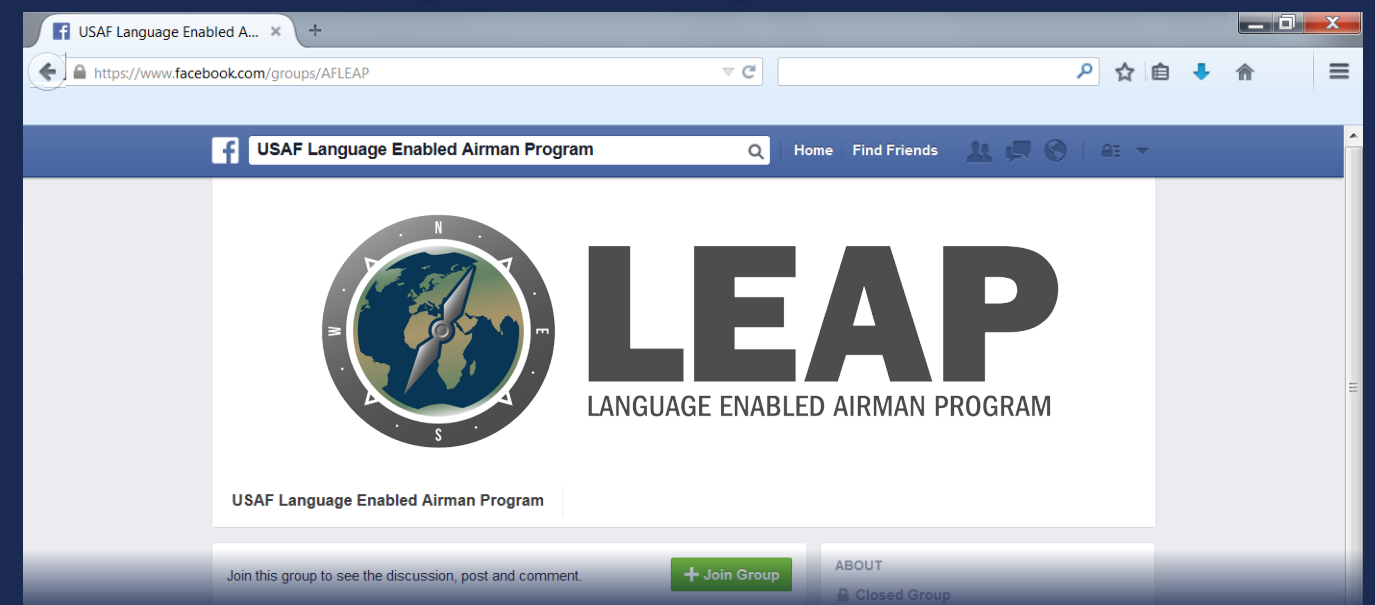 USAF Language Enabled A...
https://www.facebook.com/groups/AFLEAP
USAF Language Enabled Airman Program
Home Find Friends
N
W
E
S
LEAP
LANGUAGE ENABLED AIRMAN PROGRAM
USAF Language Enabled Airman Program
Join this group to see the discussion, post and comment.
+ Join Group
ABOUT
Closed Group